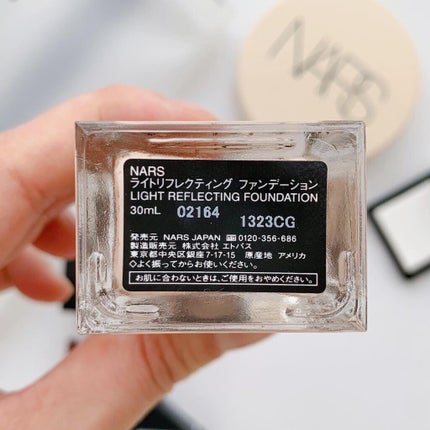 NARS
NARS
ライトリフレクティング ファンデーション
LIGHT REFLECTING FOUNDATION
30mL 02164 1323CG
発売元 NARS JAPAN 0120-356-686
製造販売元 株式会社 エトバス
東京都中央区銀座7-17-15 原産地 アメリカ
◇よく振ってからお使いください。
お肌に合わないときは、ご使用をおやめください。